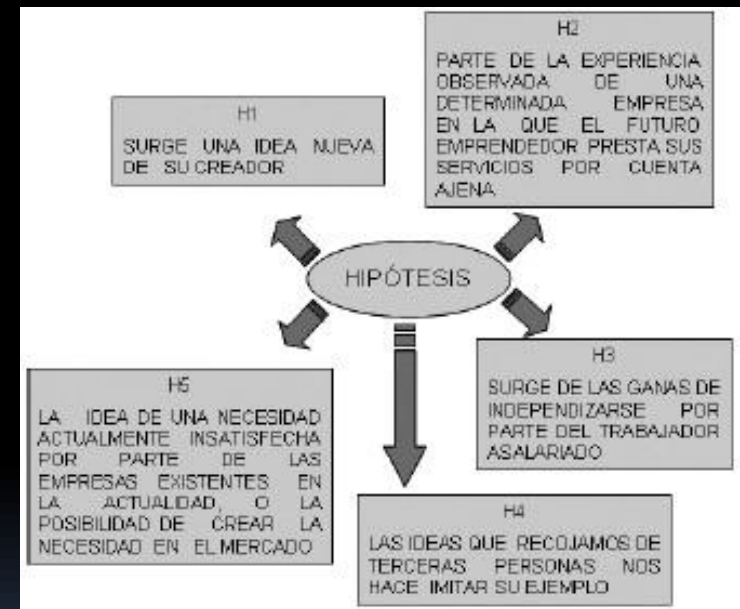 H1
SURGE UNA IDEA NUEVA
DE SU CREADOR
H2
PARTE DE LA EXPERIENCIA
OBSERVADA DE UNA
DETERMINADA EMPRESA
EN LA QUE EL FUTURO
EMPRENDEDOR PRESTA SUS
SERVICIOS POR CUENTA
AJENA
HIPÓTESIS
H3
SURGE DE LAS GANAS DE
INDEPENDIZARSE POR
PARTE DEL TRABAJADOR
ASALARIADO
H5
LA IDEA DE UNA NECESIDAD
ACTUALMENTE INSATISFECHA
POR PARTE DE LAS
EMPRESAS EXISTENTES EN
LA ACTUALIDAD, O LA
POSIBILIDAD DE CREAR LA
NECESIDAD EN EL MERCADO
H4
LAS IDEAS QUE RECOJAMOS DE
TERCERAS PERSONAS NOS
HACE IMITAR SU EJEMPLO